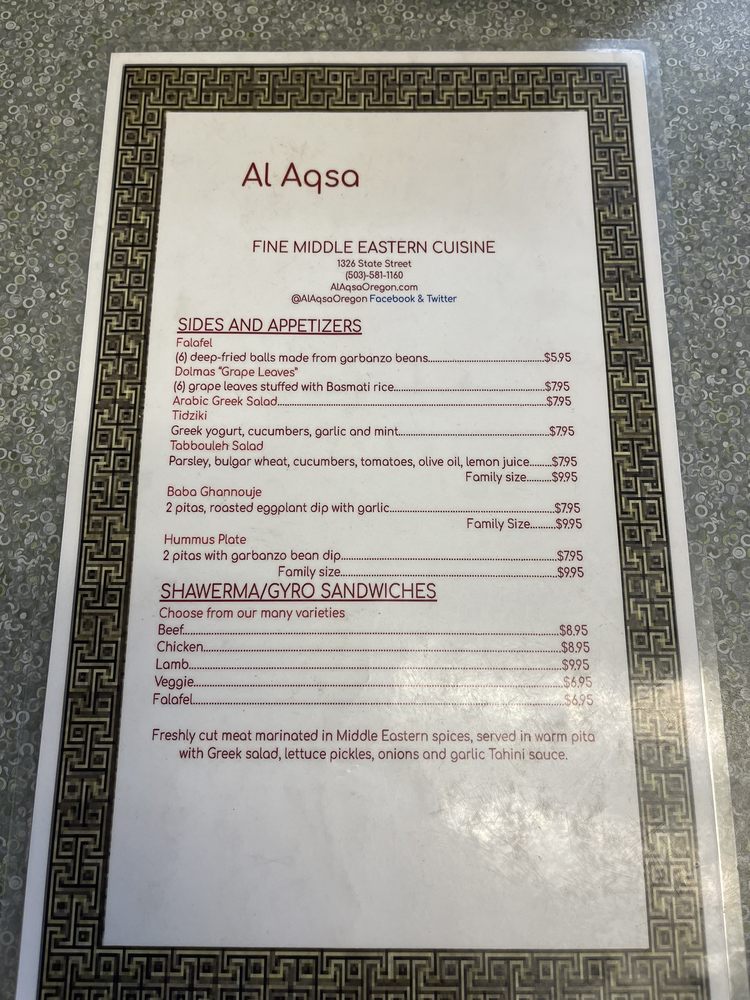 Al Aqsa
FINE MIDDLE EASTERN CUISINE
1326 State Street
(503)-581-1160
AlAqsaOregon.com
@AlAqsaOregon Facebook & Twitter
SIDES AND APPETIZERS
Falafel
(6) deep-fried balls made from garbanzo beans..............................$5.95
Dolmas "Grape Leaves"
(6) grape leaves stuffed with Basmati rice........................................$7.95
Arabic Greek Salad.......................................................................$7.95
Tidziki
Greek yogurt, cucumbers, garlic and mint........................................$7.95
Tabbouleh Salad
Parsley, bulgar wheat, cucumbers, tomatoes, olive oil, lemon juice.........$7.95
Family size.........$9.95
Baba Ghannouje
2 pitas, roasted eggplant dip with garlic...........................................$7.95
Family Size.........$9.95
Hummus Plate
2 pitas with garbanzo bean dip.......................................................$7.95
Family size................................................................$9.95
SHAWERMA/GYRO SANDWICHES
Choose from our many varieties
Beef...........................................................................................$8.95
Chicken......................................................................................$8.95
Lamb..........................................................................................$9.95
Veggie........................................................................................$6.95
Falafel........................................................................................$6.95
Freshly cut meat marinated in Middle Eastern spices, served in warm pita
with Greek salad, lettuce pickles, onions and garlic Tahini sauce.